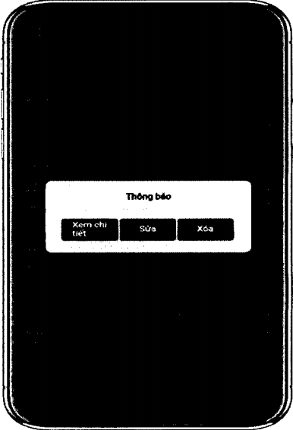 Thông báo
Xem chi
tiết
Sửa
Xóa